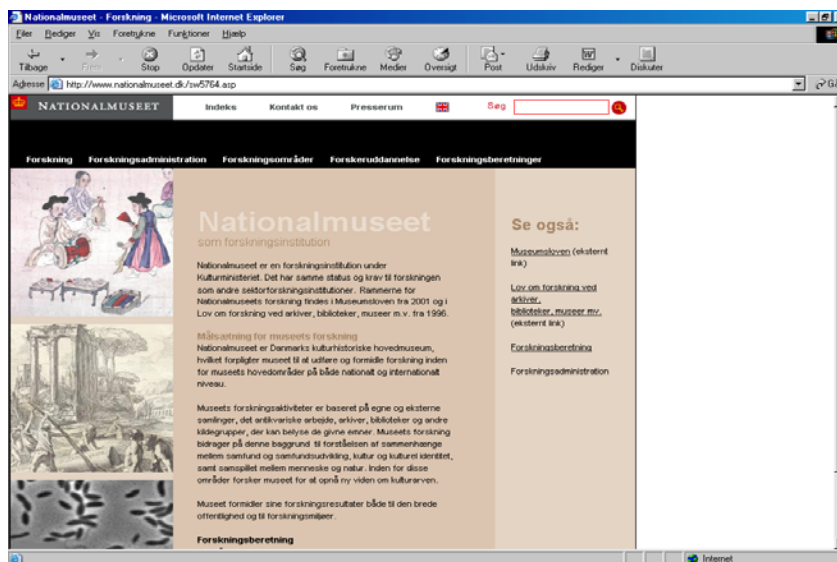 Nationalmuseet - Forskning - Microsoft Internet Explorer
Filer Rediger Vis Foretrukne Funktioner Hjælp
Tilbage Frem Stop Opdater Startside Søg Foretrukne Medier Oversigt Post Udskriv Rediger Diskuter
Adresse http://www.nationalmuseet.dk/sw5764.asp
NATIONALMUSEET Indeks Kontakt os Presserum Søg
Forskning Forskningsadministration Forskningsområder Forskeruddannelse Forskningsberetninger
Nationalmuseet
som forskningsinstitution
Nationalmuseet er en forskningsinstitution under
Kulturministeriet. Det har samme status og krav til forskningen
som andre sektorforskningsinstitutioner. Rammerne for
Nationalmuseets forskning findes i Museumsloven fra 2001 og i
Lov om forskning ved arkiver, biblioteker, museer m.v. fra 1996.
Målsætning for museets forskning
Nationalmuseet er Danmarks kulturhistoriske hovedmuseum,
hvilket forpligter museet til at udføre og formidle forskning inden
for museets hovedområder på både nationalt og internationalt
niveau.
Museets forskningsaktiviteter er baseret på egne og eksterne
samlinger, det antikvariske arbejde, arkiver, biblioteker og andre
kildegrupper, der kan belyse de givne emner. Museets forskning
bidrager på denne baggrund til forståelsen af sammenhænge
mellem samfund og samfundsudvikling, kultur og kulturel identitet,
samt samspillet mellem menneske og natur. Inden for disse
områder forsker museet for at opnå ny viden om kulturarven.
Museet formidler sine forskningsresultater både til den brede
offentlighed og til forskningsmiljøer.
Forskningsberetning
Se også:
Museumsloven (eksternt
link)
Lov om forskning ved
arkiver,
biblioteker, museer mv.
(eksternt link)
Forskningsberetning
Forskningsadministration
Internet